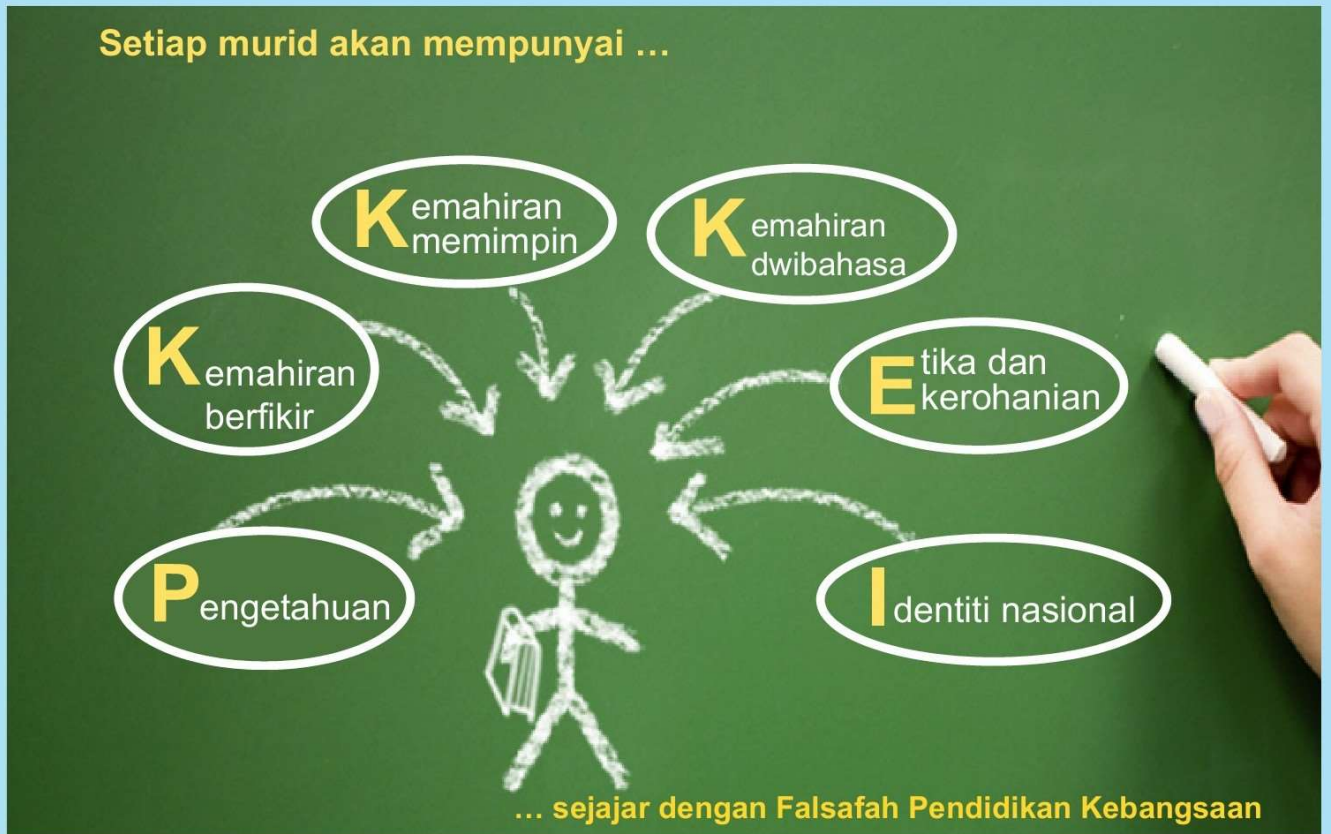 Setiap murid akan mempunyai ...
Kemahiran
memimpin
Kemahiran
dwibahasa
Kemahiran
berfikir
Etika dan
kerohanian
Pengetahuan
Identiti nasional
... sejajar dengan Falsafah Pendidikan Kebangsaan